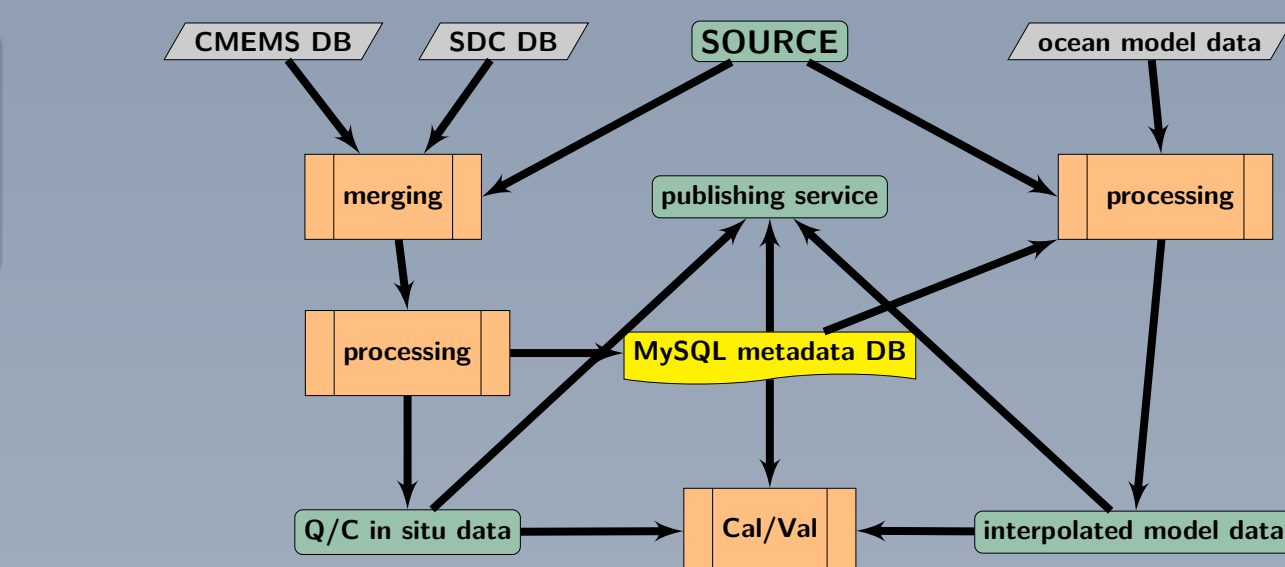 CMEMS DB
SDC DB
SOURCE
ocean model data
merging
publishing service
processing
processing
MySQL metadata DB
Q/C in situ data
Cal/Val
interpolated model data